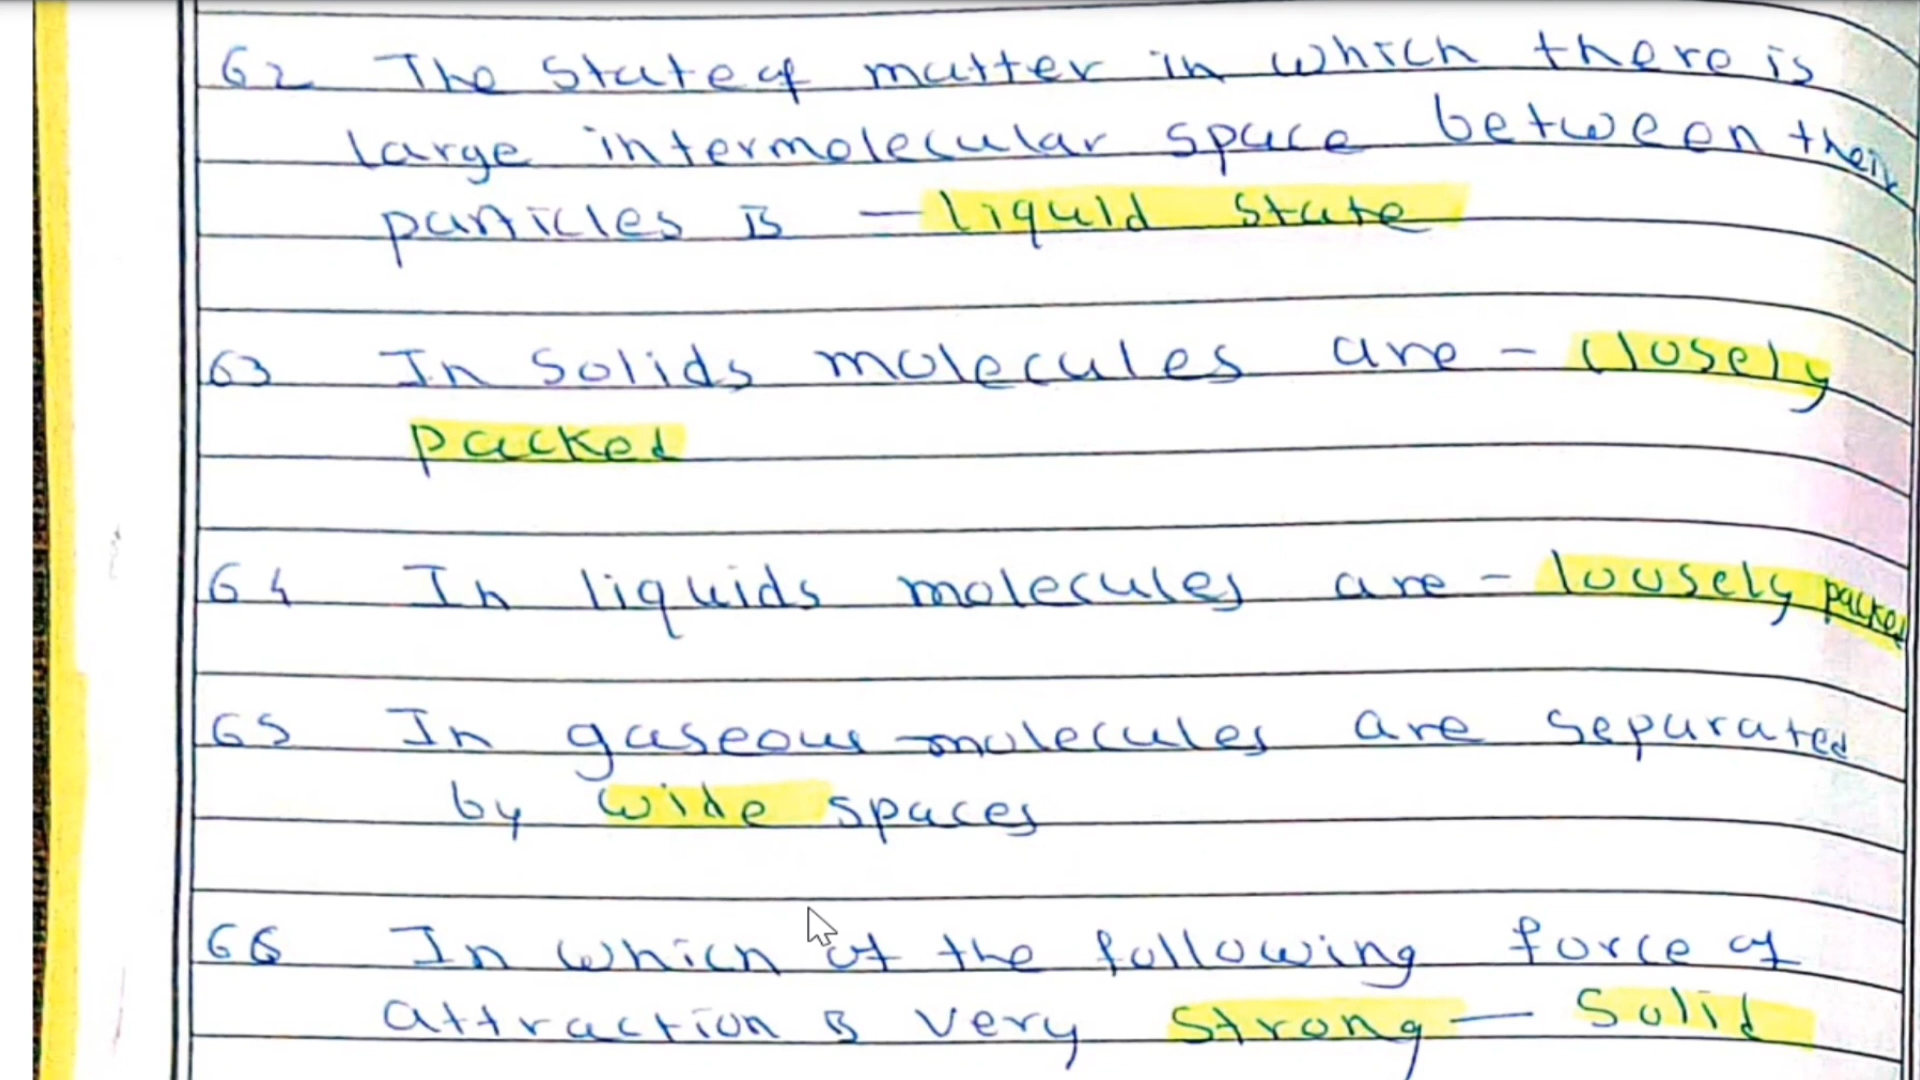 62 The state of matter in which there is
large intermolecular space between their
particles is - liquid state
63 In Solids molecules are - closely
packed
64 In liquids molecules are - loosely packed
65 In gaseous molecules are separated
by wide spaces
66 In which of the following force of
attraction is very strong - Solid